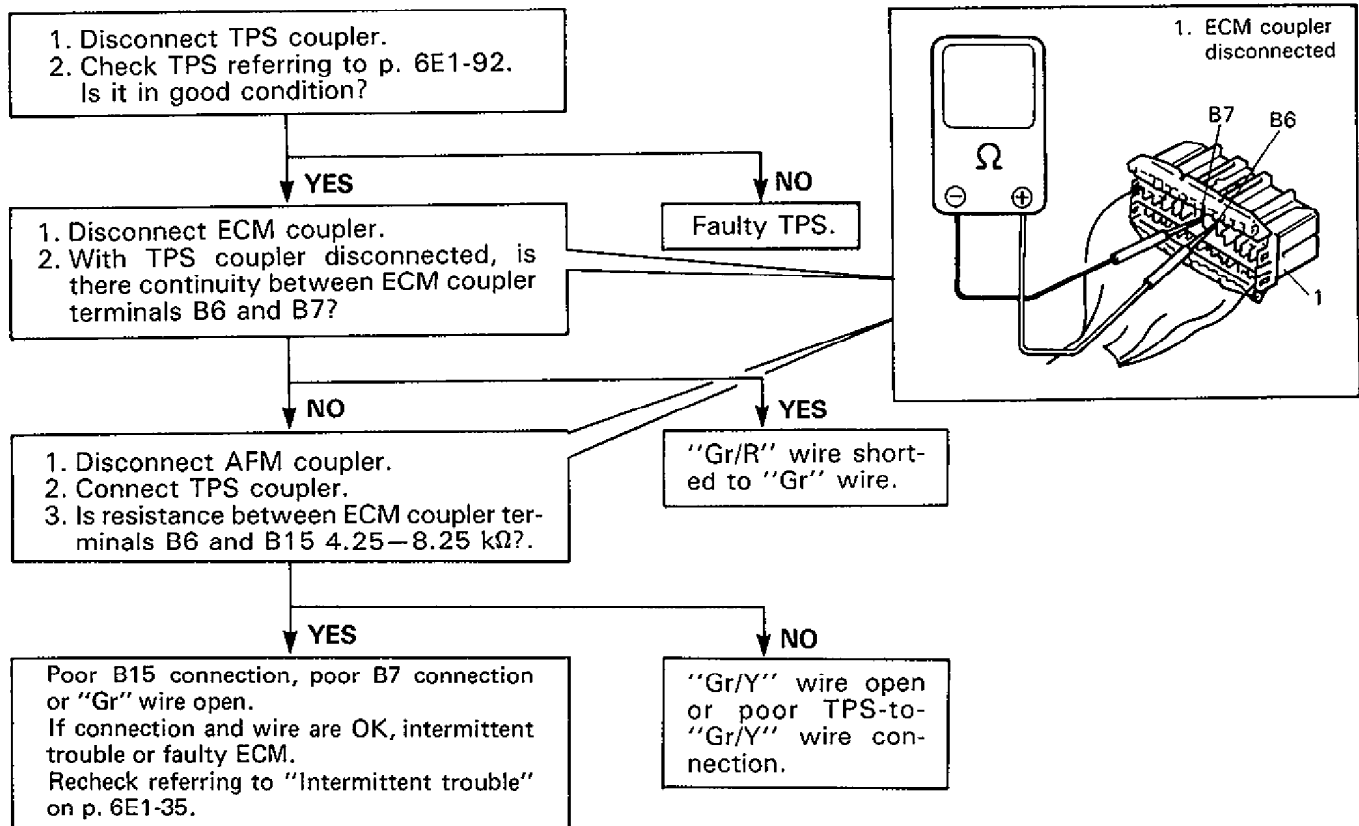 1. Disconnect TPS coupler.
2. Check TPS referring to p. 6E1-92.
Is it in good condition?
YES
NO
1. Disconnect ECM coupler.
2. With TPS coupler disconnected, is
there continuity between ECM coupler
terminals B6 and B7?
Faulty TPS.
1. ECM coupler
disconnected
B7
B6
Ω
⊖ ⊕
1
NO
YES
1. Disconnect AFM coupler.
2. Connect TPS coupler.
3. Is resistance between ECM coupler ter-
minals B6 and B15 4.25—8.25 kΩ?.
"Gr/R" wire short-
ed to "Gr" wire.
YES
NO
Poor B15 connection, poor B7 connection
or "Gr" wire open.
If connection and wire are OK, intermittent
trouble or faulty ECM.
Recheck referring to "Intermittent trouble"
on p. 6E1-35.
"Gr/Y" wire open
or poor TPS-to-
"Gr/Y" wire con-
nection.